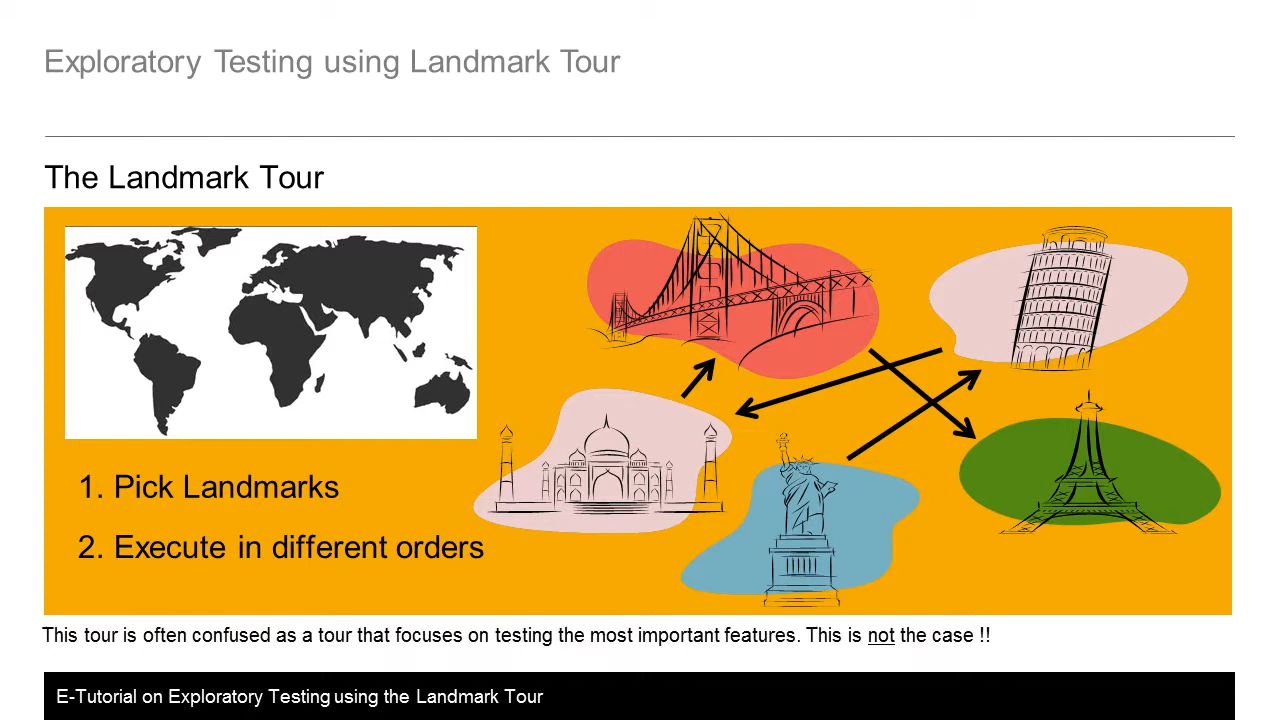 Exploratory Testing using Landmark Tour
The Landmark Tour
1. Pick Landmarks
2. Execute in different orders
This tour is often confused as a tour that focuses on testing the most important features. This is not the case !!
E-Tutorial on Exploratory Testing using the Landmark Tour